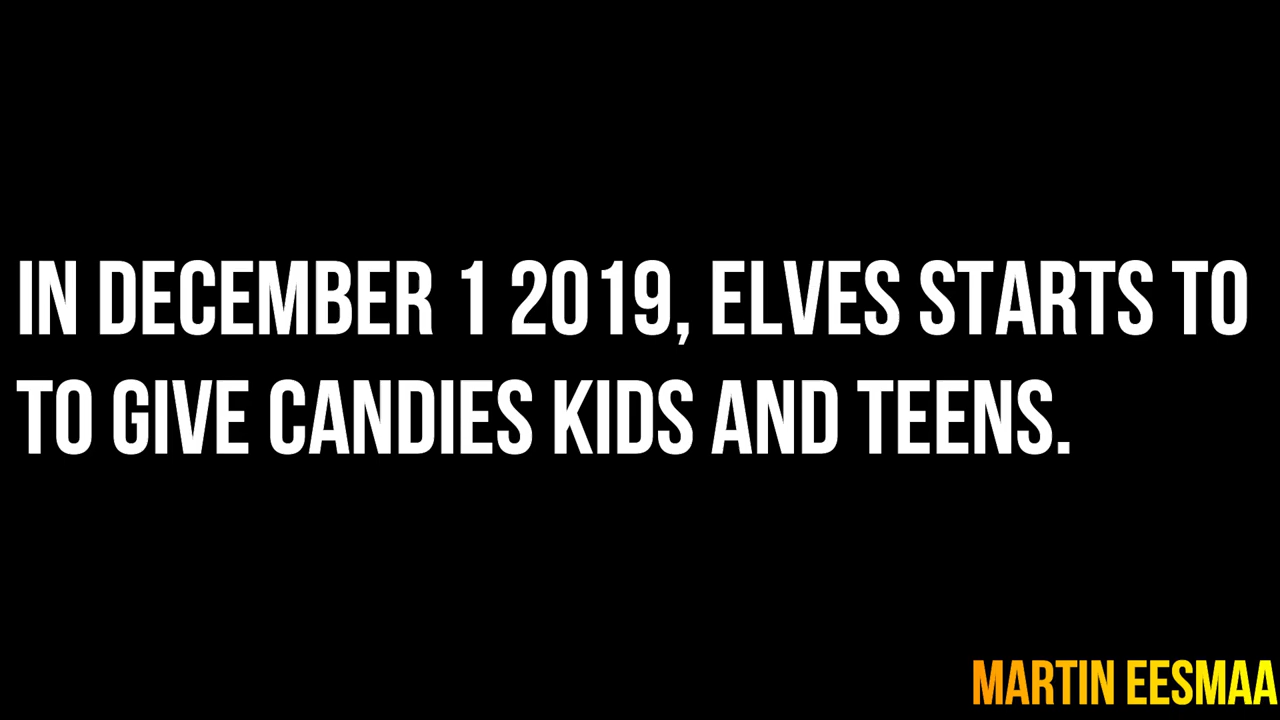 IN DECEMBER 1 2019, ELVES STARTS TO
TO GIVE CANDIES KIDS AND TEENS.
MARTIN EESMAA